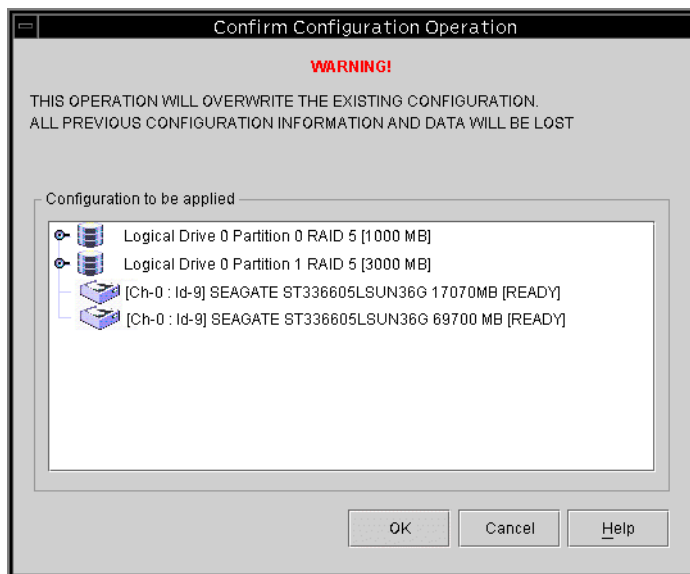 Confirm Configuration Operation
WARNING!
THIS OPERATION WILL OVERWRITE THE EXISTING CONFIGURATION.
ALL PREVIOUS CONFIGURATION INFORMATION AND DATA WILL BE LOST
Configuration to be applied
Logical Drive 0 Partition 0 RAID 5 [1000 MB]
Logical Drive 0 Partition 1 RAID 5 [3000 MB]
[Ch-0 : Id-9] SEAGATE ST336605LSUN36G 17070MB [READY]
[Ch-0 : Id-9] SEAGATE ST336605LSUN36G 69700 MB [READY]
OK Cancel Help